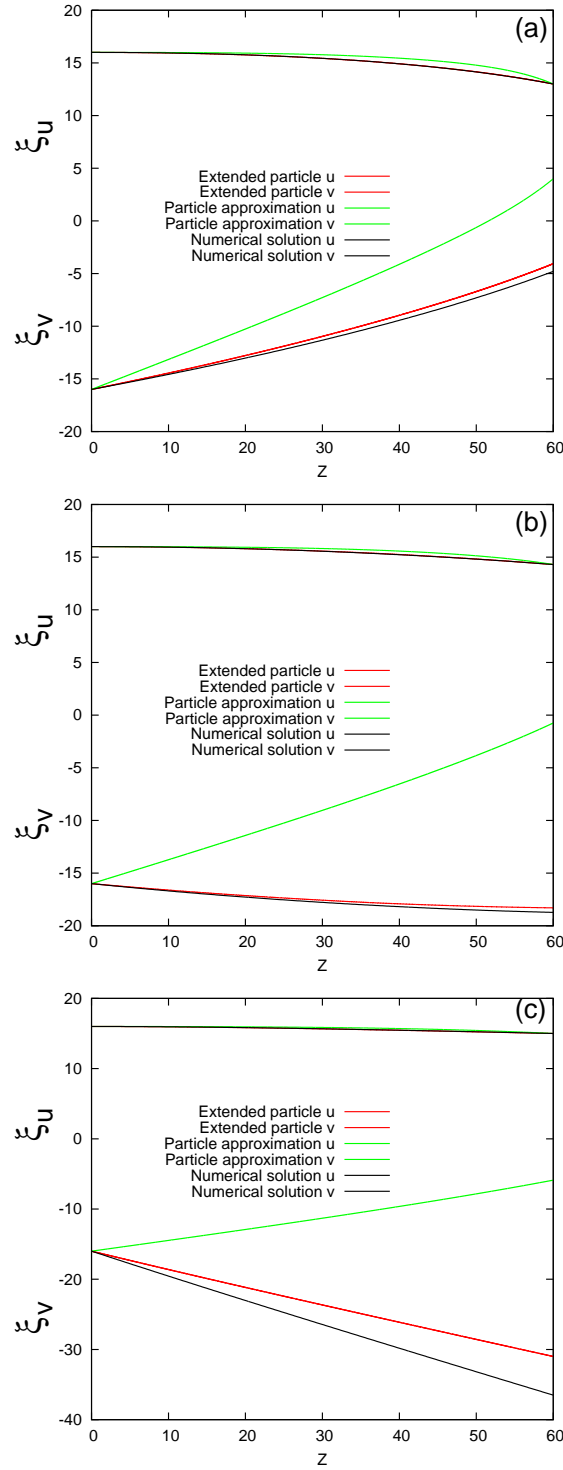 (a)
20
15
10
5
0
-5
-10
-15
-20
ξu
ξv
Extended particle u
Extended particle v
Particle approximation u
Particle approximation v
Numerical solution u
Numerical solution v
0 10 20 30 40 50 60
z
(b)
20
15
10
5
0
-5
-10
-15
-20
ξu
ξv
Extended particle u
Extended particle v
Particle approximation u
Particle approximation v
Numerical solution u
Numerical solution v
0 10 20 30 40 50 60
z
(c)
20
10
0
-10
-20
-30
-40
ξu
ξv
Extended particle u
Extended particle v
Particle approximation u
Particle approximation v
Numerical solution u
Numerical solution v
0 10 20 30 40 50 60
z